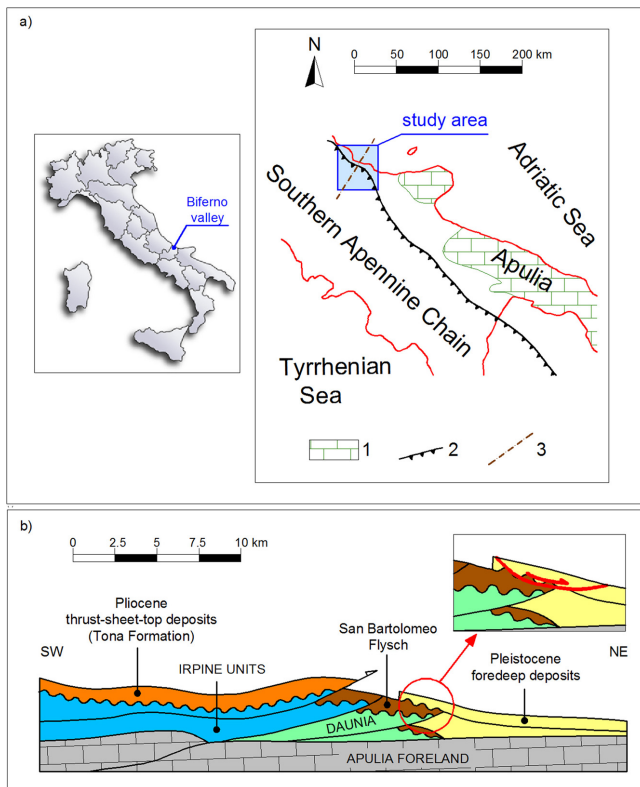 a)
N
0 50 100 150 200 km
study area
Biferno
valley
Adriatic Sea
Southern Apennine Chain
Apulia
Tyrrhenian
Sea
1
2
3
b)
0 2.5 5 7.5 10 km
Pliocene
thrust-sheet-top deposits
(Tona Formation)
San Bartolomeo
Flysch
SW
NE
IRPINE UNITS
Pleistocene
foredeep deposits
DAUNIA
APULIA FORELAND